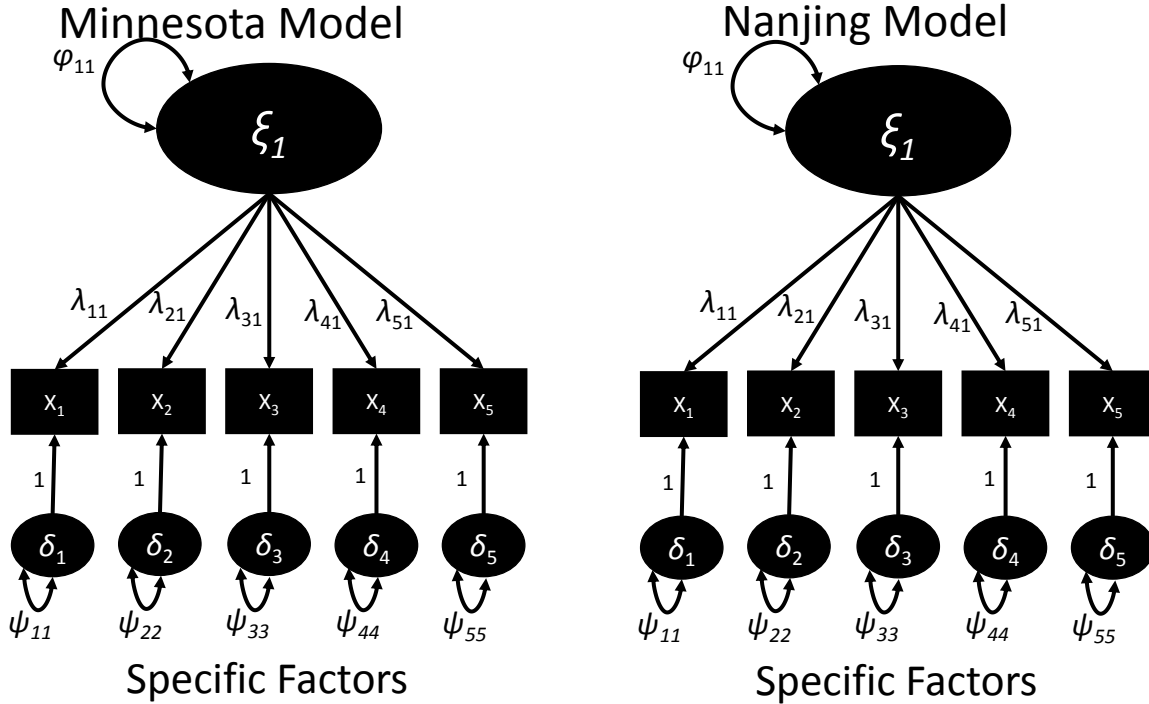 Minnesota Model
φ₁₁
ξ₁
λ₁₁ λ₂₁ λ₃₁ λ₄₁ λ₅₁
X₁ X₂ X₃ X₄ X₅
1 1 1 1 1
δ₁ δ₂ δ₃ δ₄ δ₅
ψ₁₁ ψ₂₂ ψ₃₃ ψ₄₄ ψ₅₅
Specific Factors
Nanjing Model
φ₁₁
ξ₁
λ₁₁ λ₂₁ λ₃₁ λ₄₁ λ₅₁
X₁ X₂ X₃ X₄ X₅
1 1 1 1 1
δ₁ δ₂ δ₃ δ₄ δ₅
ψ₁₁ ψ₂₂ ψ₃₃ ψ₄₄ ψ₅₅
Specific Factors